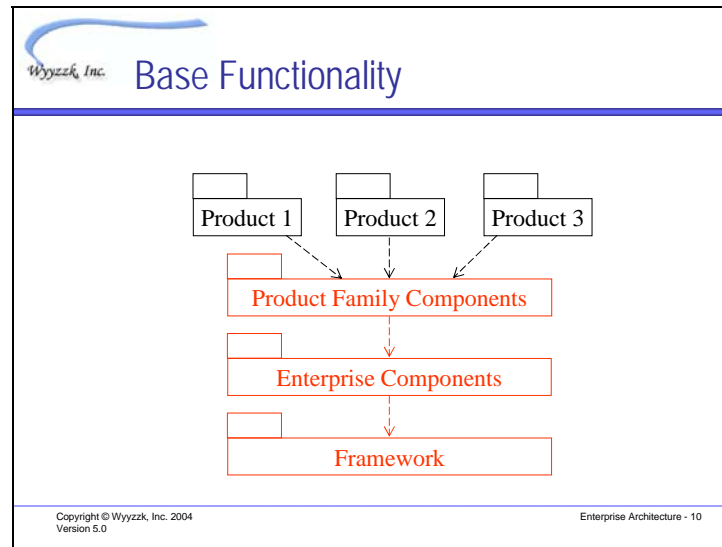 Wyyzzk, Inc.
Base Functionality
Product 1
Product 2
Product 3
Product Family Components
Enterprise Components
Framework
Copyright © Wyyzzk, Inc. 2004
Version 5.0
Enterprise Architecture - 10